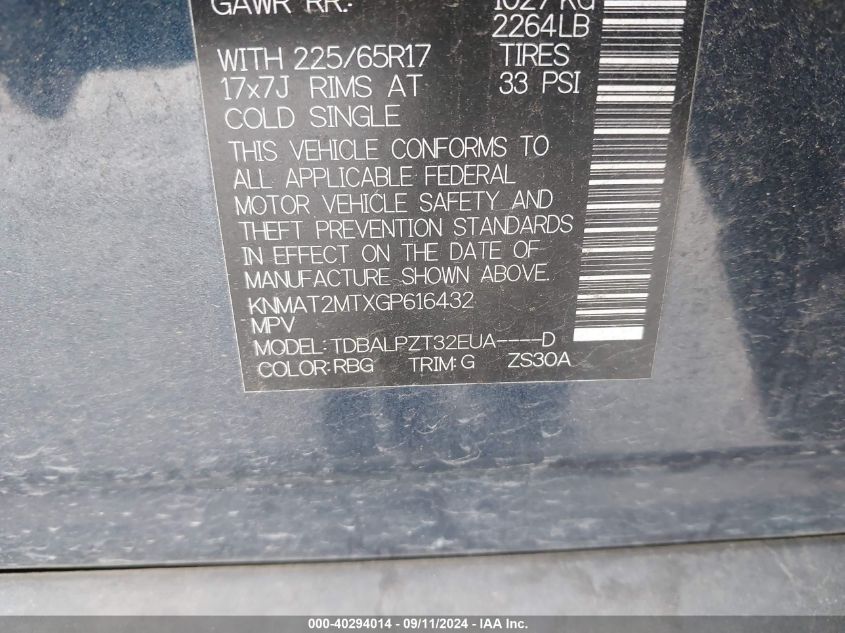 GAWR RR.: 1027 KG
2264LB
WITH 225/65R17 TIRES
17x7J RIMS AT 33 PSI
COLD SINGLE
THIS VEHICLE CONFORMS TO
ALL APPLICABLE FEDERAL
MOTOR VEHICLE SAFETY AND
THEFT PREVENTION STANDARDS
IN EFFECT ON THE DATE OF
MANUFACTURE SHOWN ABOVE.
KNMAT2MTXGP616432
MPV
MODEL:TDBALPZT32EUA----D
COLOR:RBG TRIM:G ZS30A
000-40294014 - 09/11/2024 - IAA Inc.